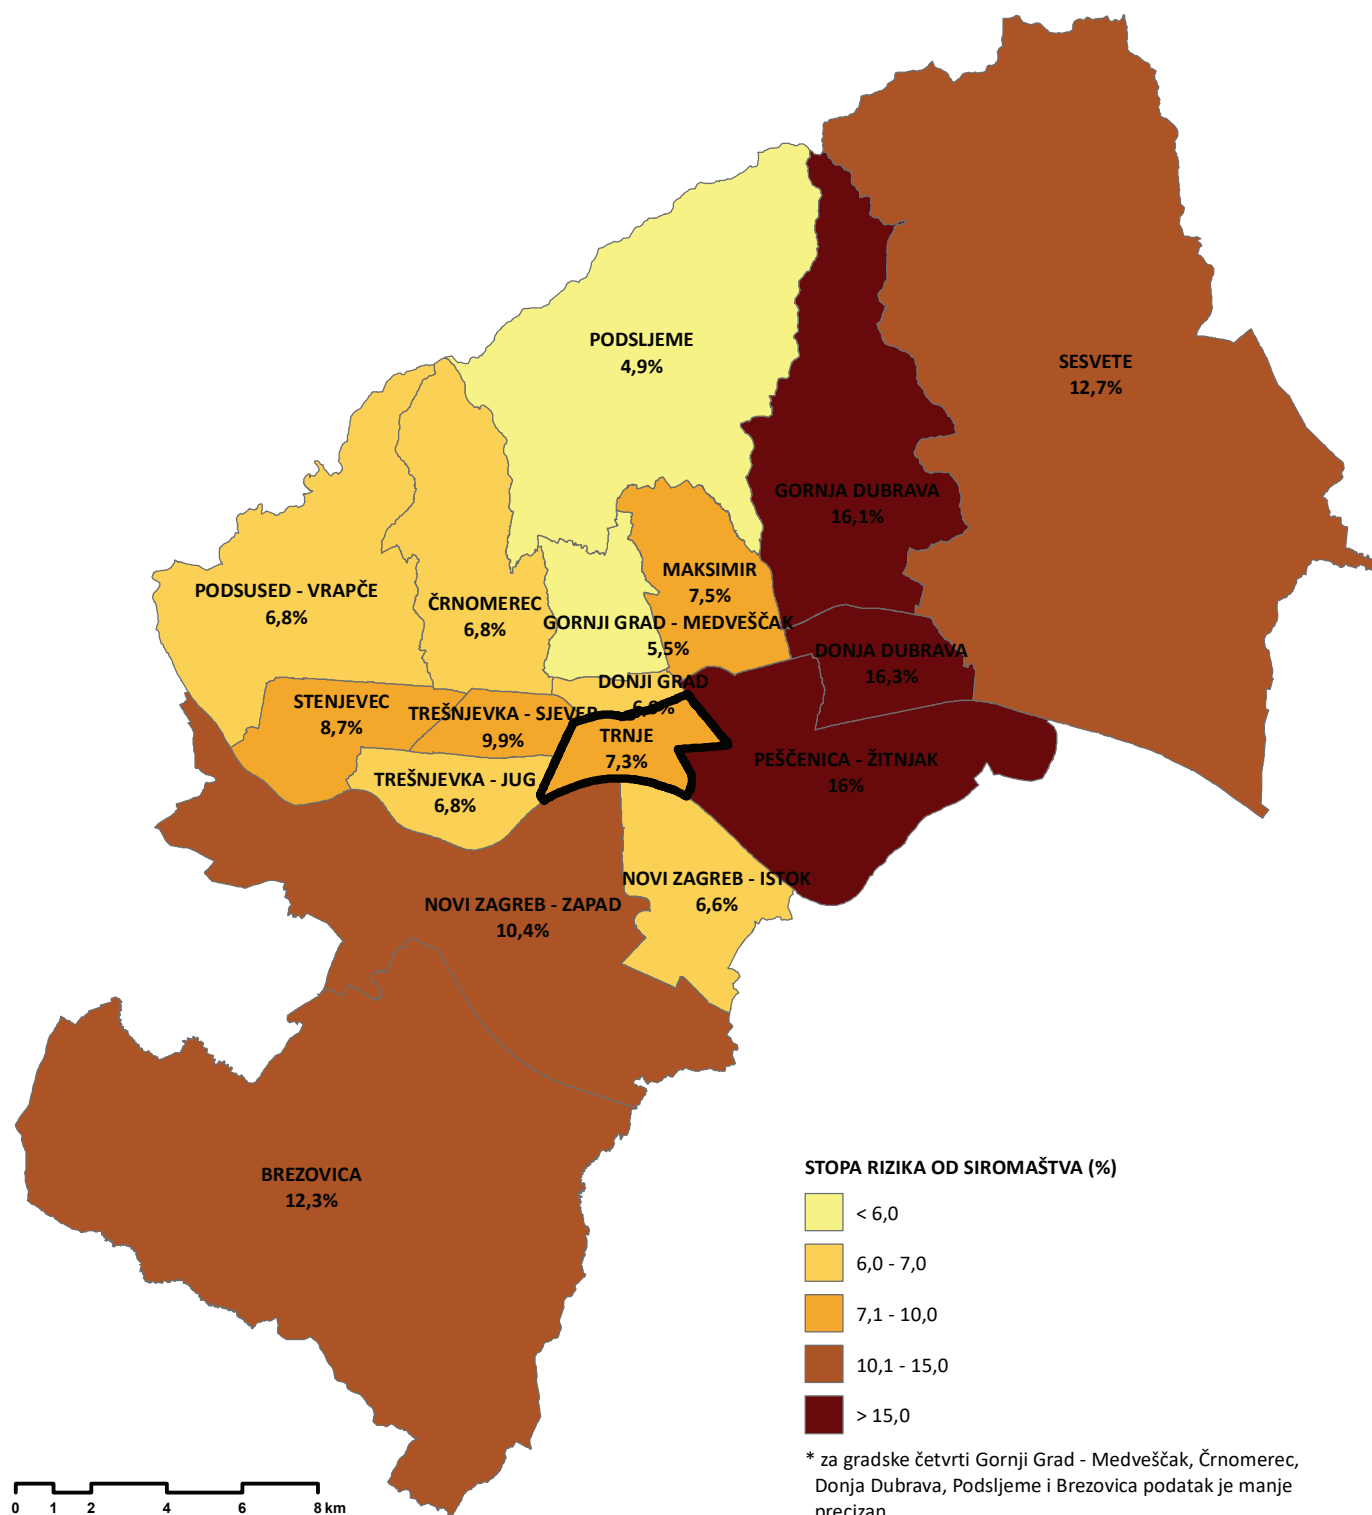 PODSLJEME
4,9%
SESVETE
12,7%
GORNJA DUBRAVA
16,1%
MAKSIMIR
7,5%
PODSUSED - VRAPČE
6,8%
ČRNOMEREC
6,8%
GORNJI GRAD - MEDVEŠČAK
5,5%
DONJA DUBRAVA
16,3%
DONJI GRAD
STENJEVEC
8,7%
TREŠNJEVKA - SJEVER
9,9%
TRNJE
7,3%
PEŠČENICA - ŽITNJAK
16%
TREŠNJEVKA - JUG
6,8%
NOVI ZAGREB - ISTOK
6,6%
NOVI ZAGREB - ZAPAD
10,4%
BREZOVICA
12,3%
STOPA RIZIKA OD SIROMAŠTVA (%)
< 6,0
6,0 - 7,0
7,1 - 10,0
10,1 - 15,0
> 15,0
* za gradske četvrti Gornji Grad - Medveščak, Črnomerec,
Donja Dubrava, Podsljeme i Brezovica podatak je manje
precizan
0 1 2 4 6 8 km